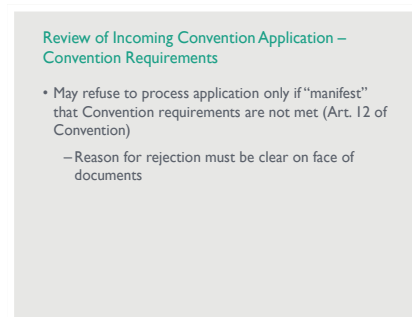 Review of Incoming Convention Application –
Convention Requirements
• May refuse to process application only if “manifest”
that Convention requirements are not met (Art. 12 of
Convention)
–Reason for rejection must be clear on face of
documents